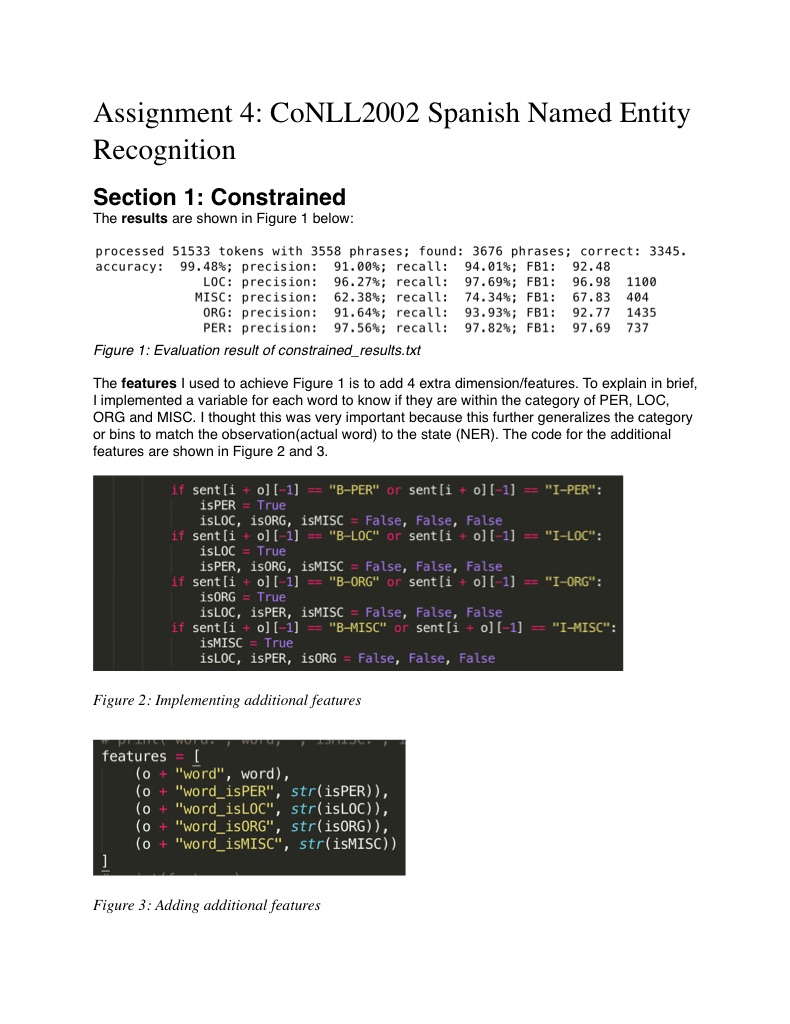 Assignment 4: CoNLL2002 Spanish Named Entity
Recognition
Section 1: Constrained
The results are shown in Figure 1 below:
processed 51533 tokens with 3558 phrases; found: 3676 phrases; correct: 3345.
accuracy:  99.48%; precision:  91.00%; recall:  94.01%; FB1:  92.48
LOC: precision:  96.27%; recall:  97.69%; FB1:  96.98  1100
MISC: precision:  62.38%; recall:  74.34%; FB1:  67.83  404
ORG: precision:  91.64%; recall:  93.93%; FB1:  92.77  1435
PER: precision:  97.56%; recall:  97.82%; FB1:  97.69  737
Figure 1: Evaluation result of constrained_results.txt
The features I used to achieve Figure 1 is to add 4 extra dimension/features. To explain in brief,
I implemented a variable for each word to know if they are within the category of PER, LOC,
ORG and MISC. I thought this was very important because this further generalizes the category
or bins to match the observation(actual word) to the state (NER). The code for the additional
features are shown in Figure 2 and 3.
if sent[i + o][-1] == "B-PER" or sent[i + o][-1] == "I-PER":
isPER = True
isLOC, isORG, isMISC = False, False, False
if sent[i + o][-1] == "B-LOC" or sent[i + o][-1] == "I-LOC":
isLOC = True
isPER, isORG, isMISC = False, False, False
if sent[i + o][-1] == "B-ORG" or sent[i + o][-1] == "I-ORG":
isORG = True
isLOC, isPER, isMISC = False, False, False
if sent[i + o][-1] == "B-MISC" or sent[i + o][-1] == "I-MISC":
isMISC = True
isLOC, isPER, isORG = False, False, False
Figure 2: Implementing additional features
features = [
(o + "word", word),
(o + "word_isPER", str(isPER)),
(o + "word_isLOC", str(isLOC)),
(o + "word_isORG", str(isORG)),
(o + "word_isMISC", str(isMISC))
]
Figure 3: Adding additional features